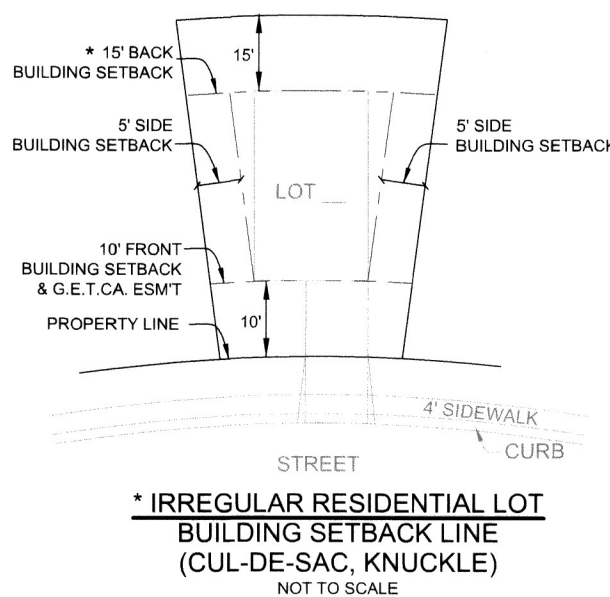 * 15' BACK
BUILDING SETBACK
15'
5' SIDE
BUILDING SETBACK
5' SIDE
BUILDING SETBACK
LOT __
10' FRONT
BUILDING SETBACK
& G.E.T.CA. ESM'T
10'
PROPERTY LINE
4' SIDEWALK
CURB
STREET
* IRREGULAR RESIDENTIAL LOT
BUILDING SETBACK LINE
(CUL-DE-SAC, KNUCKLE)
NOT TO SCALE